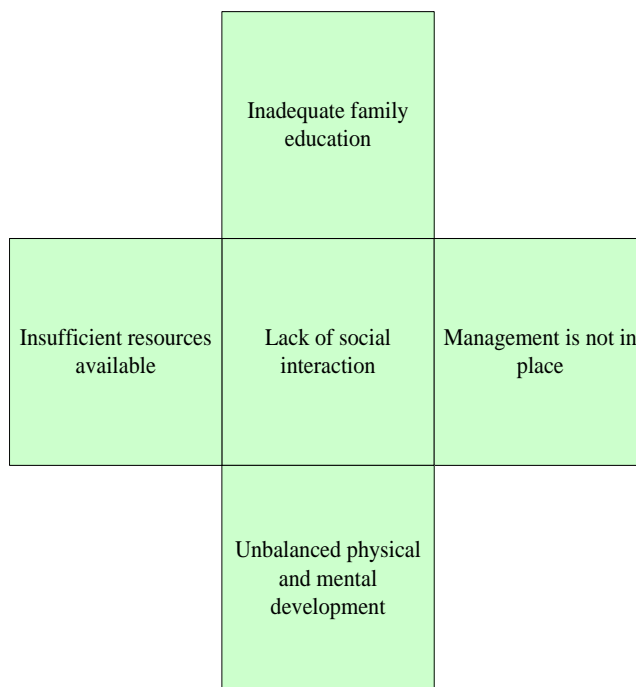 Inadequate family
education
Insufficient resources
available
Lack of social
interaction
Management is not in
place
Unbalanced physical
and mental
development